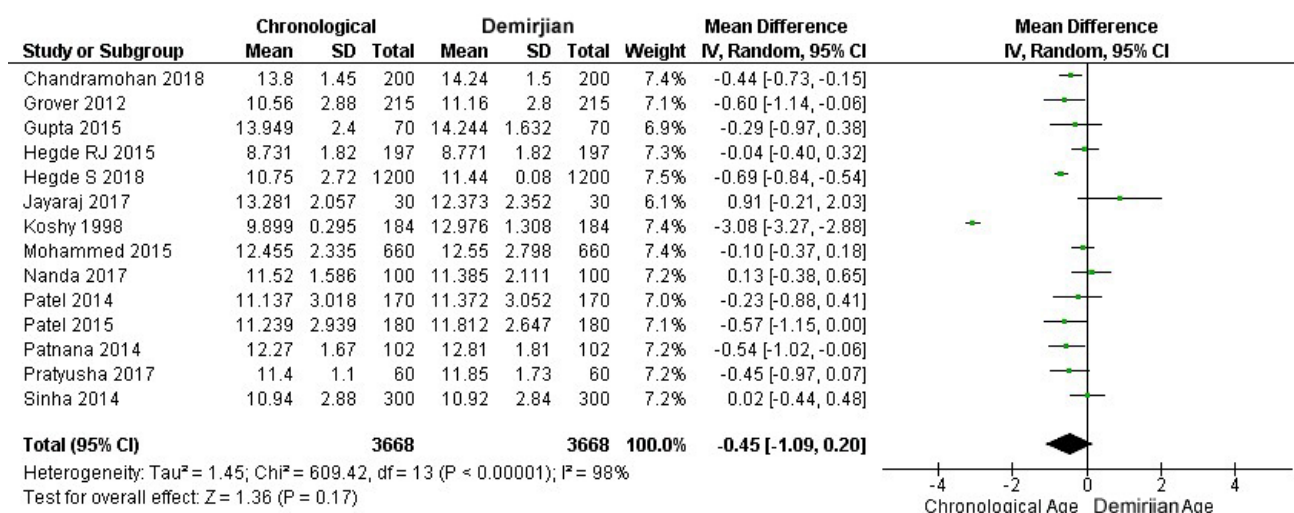 Chronological Demirjian Mean Difference Mean Difference
Study or Subgroup Mean SD Total Mean SD Total Weight IV, Random, 95% CI IV, Random, 95% CI
Chandramohan 2018 13.8 1.45 200 14.24 1.5 200 7.4% -0.44 [-0.73, -0.15]
Grover 2012 10.56 2.88 215 11.16 2.8 215 7.1% -0.60 [-1.14, -0.06]
Gupta 2015 13.949 2.4 70 14.244 1.632 70 6.9% -0.29 [-0.97, 0.38]
Hegde RJ 2015 8.731 1.82 197 8.771 1.82 197 7.3% -0.04 [-0.40, 0.32]
Hegde S 2018 10.75 2.72 1200 11.44 0.08 1200 7.5% -0.69 [-0.84, -0.54]
Jayaraj 2017 13.281 2.057 30 12.373 2.352 30 6.1% 0.91 [-0.21, 2.03]
Koshy 1998 9.899 0.295 184 12.976 1.308 184 7.4% -3.08 [-3.27, -2.88]
Mohammed 2015 12.455 2.335 660 12.55 2.798 660 7.4% -0.10 [-0.37, 0.18]
Nanda 2017 11.52 1.586 100 11.385 2.111 100 7.2% 0.13 [-0.38, 0.65]
Patel 2014 11.137 3.018 170 11.372 3.052 170 7.0% -0.23 [-0.88, 0.41]
Patel 2015 11.239 2.939 180 11.812 2.647 180 7.1% -0.57 [-1.15, 0.00]
Patnana 2014 12.27 1.67 102 12.81 1.81 102 7.2% -0.54 [-1.02, -0.06]
Pratyusha 2017 11.4 1.1 60 11.85 1.73 60 7.2% -0.45 [-0.97, 0.07]
Sinha 2014 10.94 2.88 300 10.92 2.84 300 7.2% 0.02 [-0.44, 0.48]
Total (95% CI) 3668 3668 100.0% -0.45 [-1.09, 0.20]
Heterogeneity: Tau² = 1.45; Chi² = 609.42, df = 13 (P < 0.00001); I² = 98%
Test for overall effect: Z = 1.36 (P = 0.17)
-4 -2 0 2 4
Chronological Age Demirjian Age